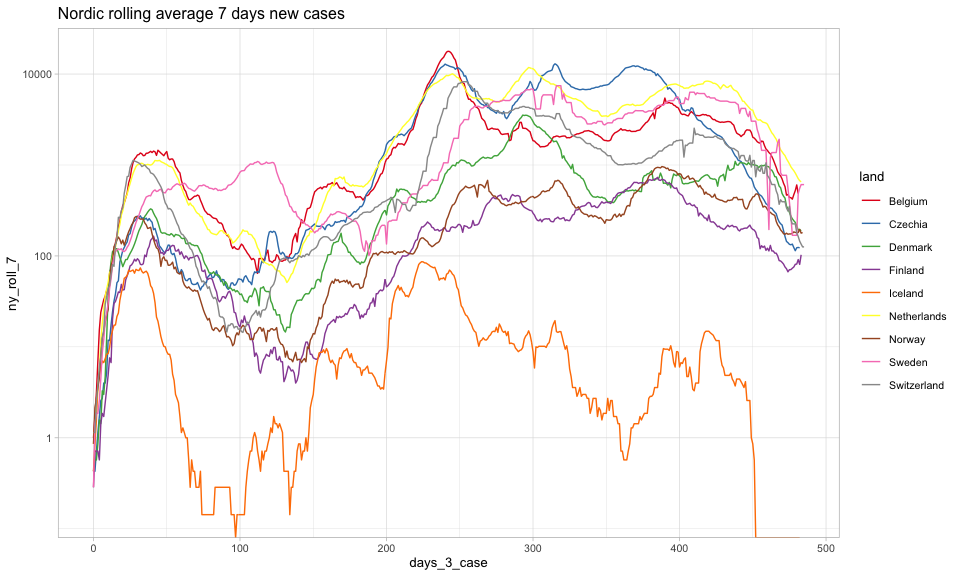 Nordic rolling average 7 days new cases
10000
100
1
ny_roll_7
0 100 200 300 400 500
days_3_case
land
Belgium
Czechia
Denmark
Finland
Iceland
Netherlands
Norway
Sweden
Switzerland